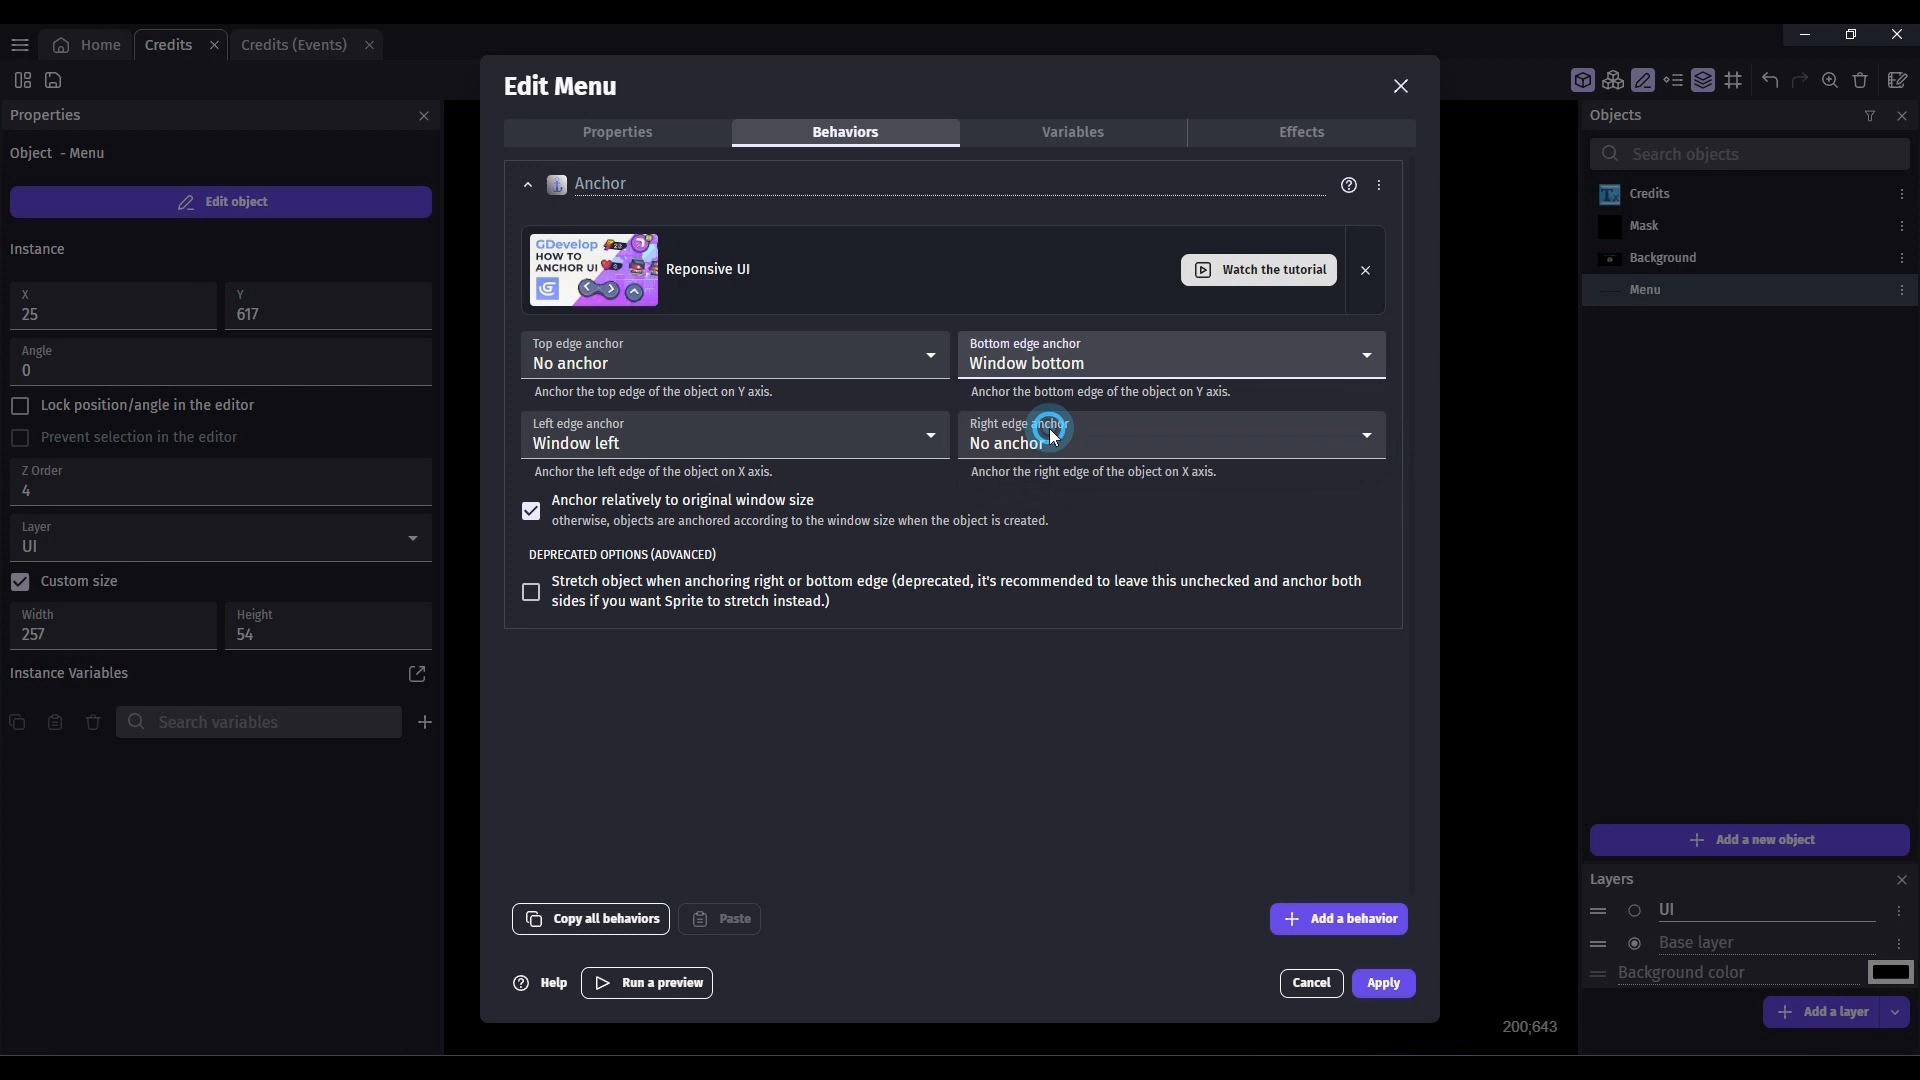 Home
Credits
Credits (Events)
Properties
Object - Menu
Edit object
Instance
X
25
Y
617
Angle
0
Lock position/angle in the editor
Prevent selection in the editor
Z Order
4
Layer
UI
Custom size
Width
257
Height
54
Instance Variables
Search variables
Edit Menu
Properties
Behaviors
Variables
Effects
Anchor
GDevelop
HOW TO
ANCHOR UI
Reponsive UI
Watch the tutorial
Top edge anchor
No anchor
Anchor the top edge of the object on Y axis.
Bottom edge anchor
Window bottom
Anchor the bottom edge of the object on Y axis.
Left edge anchor
Window left
Anchor the left edge of the object on X axis.
Right edge anchor
No anchor
Anchor the right edge of the object on X axis.
Anchor relatively to original window size
otherwise, objects are anchored according to the window size when the object is created.
DEPRECATED OPTIONS (ADVANCED)
Stretch object when anchoring right or bottom edge (deprecated, it's recommended to leave this unchecked and anchor both
sides if you want Sprite to stretch instead.)
Copy all behaviors
Paste
Add a behavior
Help
Run a preview
Cancel
Apply
200;643
Objects
Search objects
Credits
Mask
Background
Menu
Add a new object
Layers
UI
Base layer
Background color
Add a layer